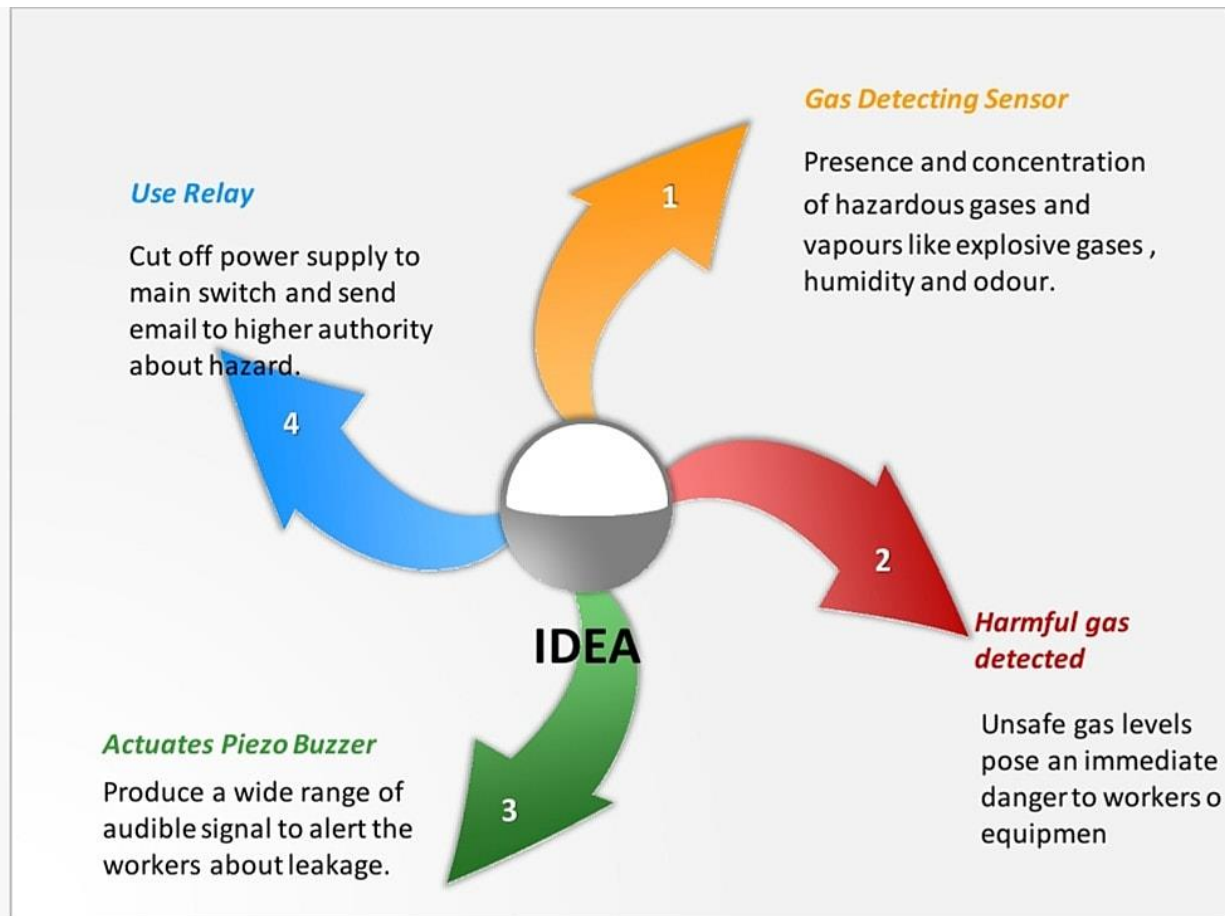 Gas Detecting Sensor
Presence and concentration
of hazardous gases and
vapours like explosive gases ,
humidity and odour.
1
2
Harmful gas
detected
Unsafe gas levels
pose an immediate
danger to workers o
equipmen
IDEA
3
Actuates Piezo Buzzer
Produce a wide range of
audible signal to alert the
workers about leakage.
4
Use Relay
Cut off power supply to
main switch and send
email to higher authority
about hazard.